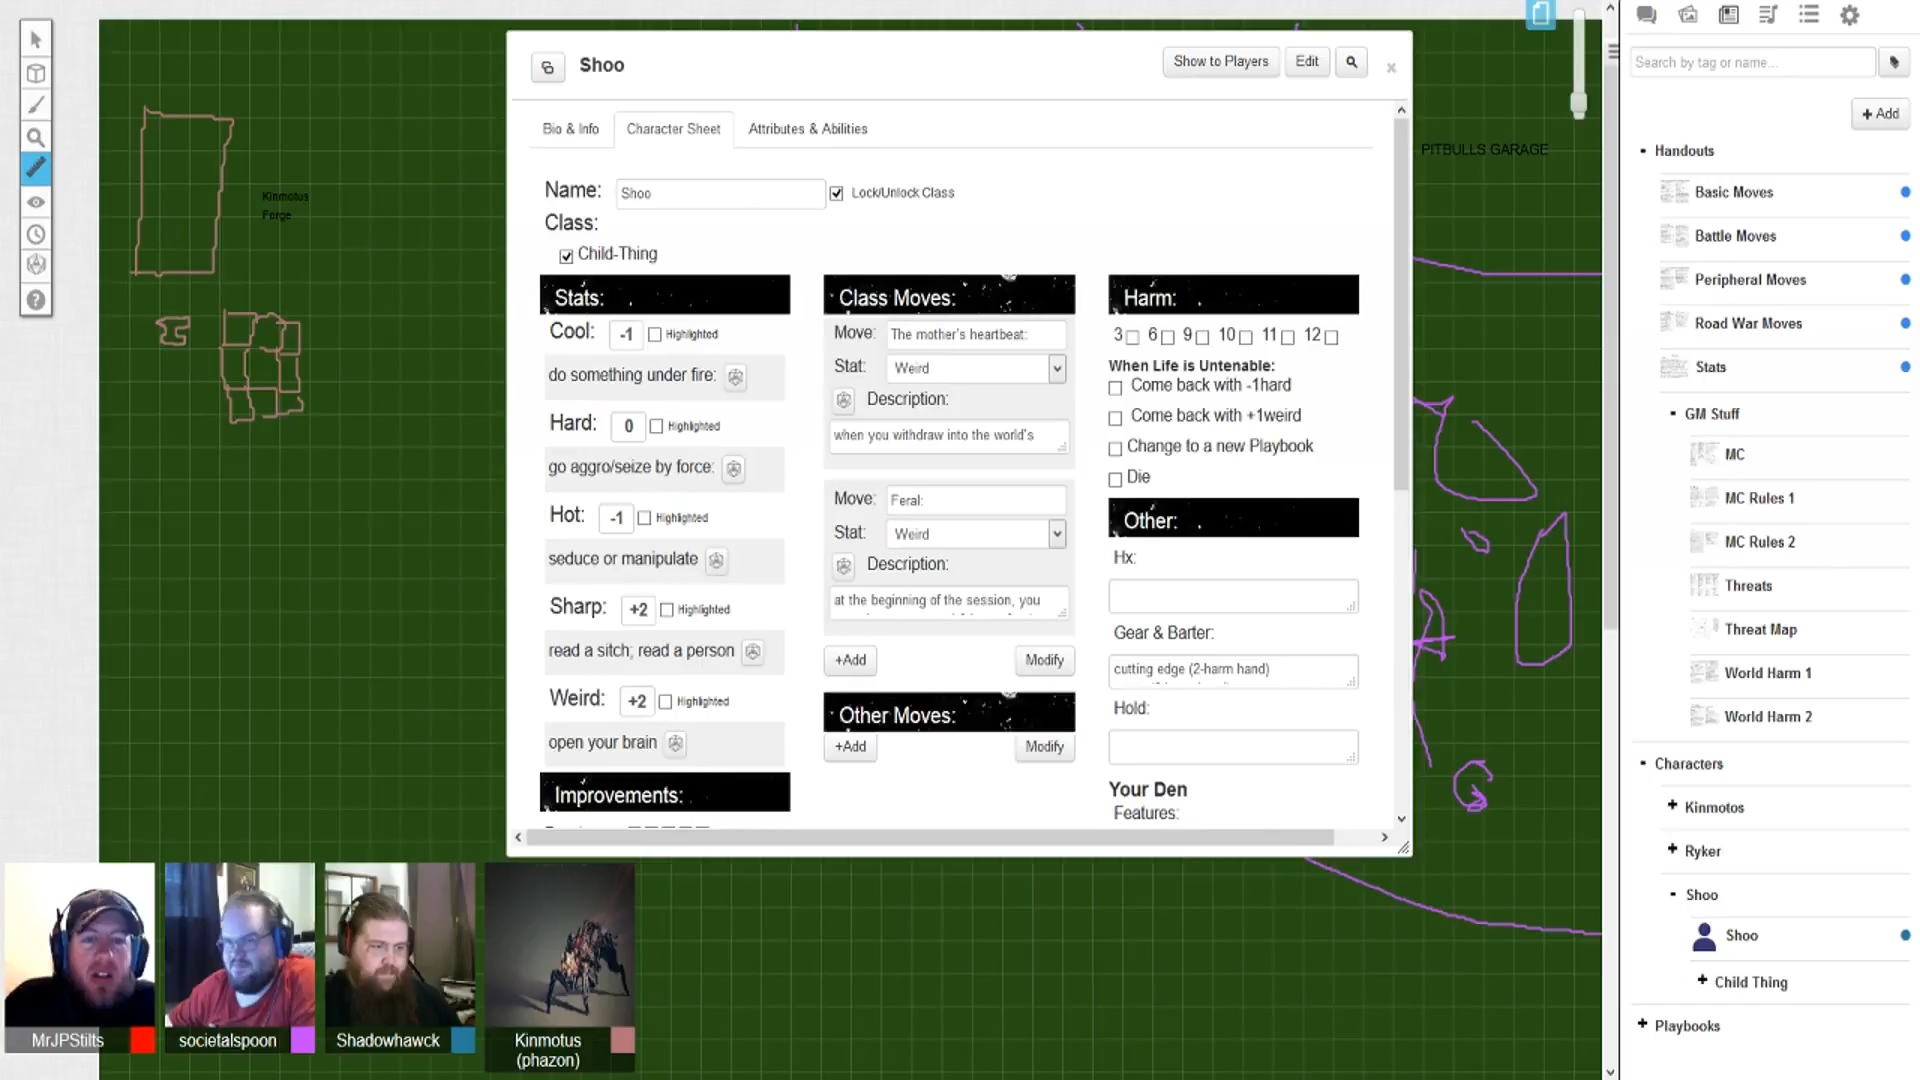 Shoo
Show to Players
Edit
Bio & Info
Character Sheet
Attributes & Abilities
Name:
Shoo
Lock/Unlock Class
Class:
Child-Thing
Stats:
Cool:
-1
Highlighted
do something under fire:
Hard:
0
Highlighted
go aggro/seize by force:
Hot:
-1
Highlighted
seduce or manipulate
Sharp:
+2
Highlighted
read a sitch; read a person
Weird:
+2
Highlighted
open your brain
Improvements:
Class Moves:
Move:
The mother's heartbeat:
Stat:
Weird
Description:
when you withdraw into the world's
Move:
Feral:
Stat:
Weird
Description:
at the beginning of the session, you
+Add
Modify
Other Moves:
+Add
Modify
Harm:
3 6 9 10 11 12
When Life is Untenable:
Come back with -1hard
Come back with +1weird
Change to a new Playbook
Die
Other:
Hx:
Gear & Barter:
cutting edge (2-harm hand)
Hold:
Your Den
Features:
Kinmotus
Forge
PITBULLS GARAGE
Search by tag or name...
+ Add
Handouts
Basic Moves
Battle Moves
Peripheral Moves
Road War Moves
Stats
GM Stuff
MC
MC Rules 1
MC Rules 2
Threats
Threat Map
World Harm 1
World Harm 2
Characters
Kinmotos
Ryker
Shoo
Shoo
Child Thing
Playbooks
MrJPStilts
societalspoon
Shadowhawck
Kinmotus
(phazon)